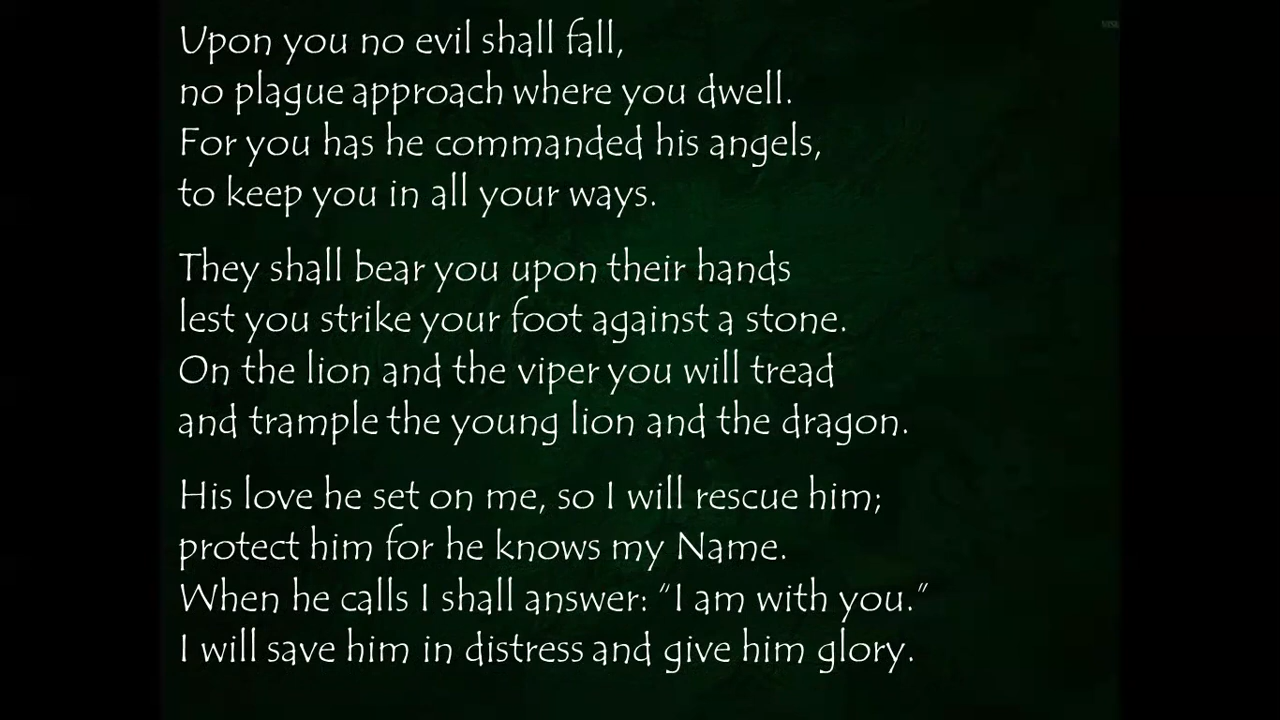 Upon you no evil shall fall,
no plague approach where you dwell.
For you has he commanded his angels,
to keep you in all your ways.
They shall bear you upon their hands
lest you strike your foot against a stone.
On the lion and the viper you will tread
and trample the young lion and the dragon.
His love he set on me, so I will rescue him;
protect him for he knows my Name.
When he calls I shall answer: “I am with you.”
I will save him in distress and give him glory.